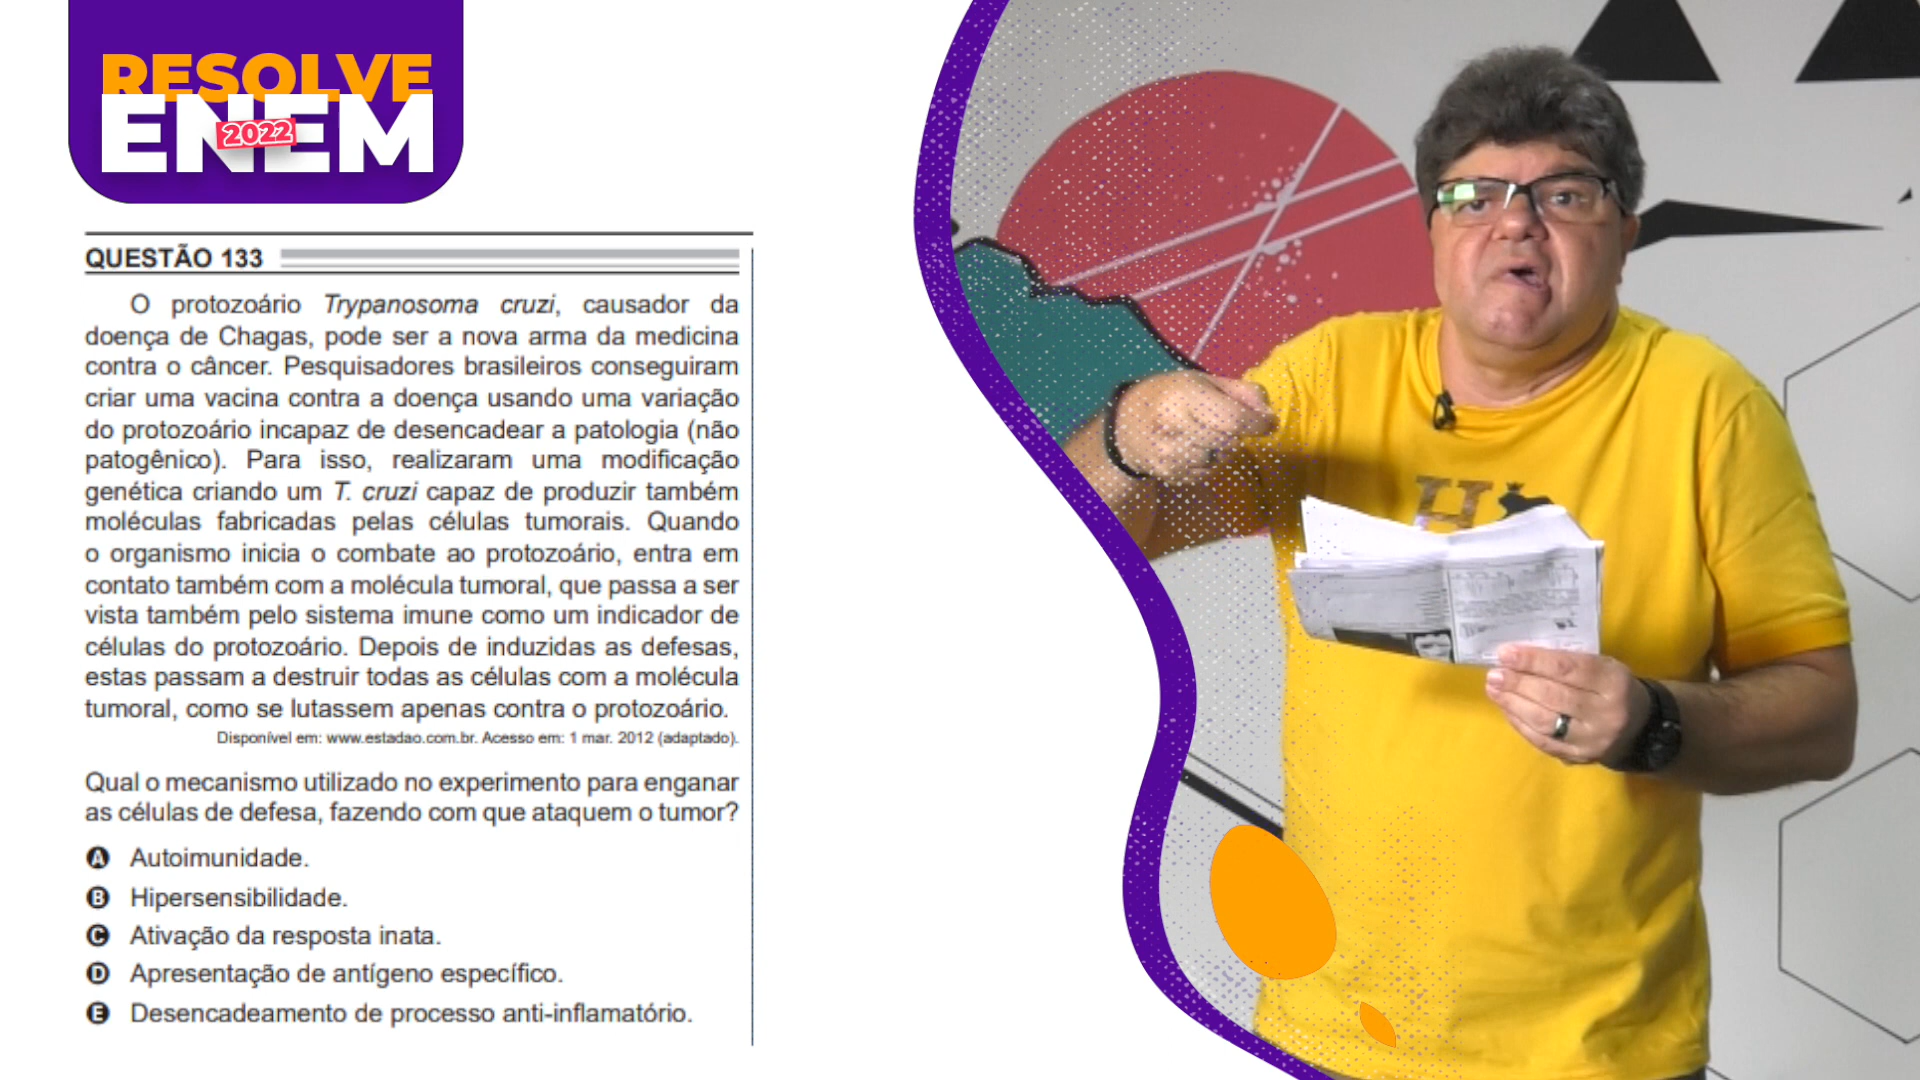 RESOLVE
ENEM
2022
QUESTÃO 133
O protozoário Trypanosoma cruzi, causador da
doença de Chagas, pode ser a nova arma da medicina
contra o câncer. Pesquisadores brasileiros conseguiram
criar uma vacina contra a doença usando uma variação
do protozoário incapaz de desencadear a patologia (não
patogênico). Para isso, realizaram uma modificação
genética criando um T. cruzi capaz de produzir também
moléculas fabricadas pelas células tumorais. Quando
o organismo inicia o combate ao protozoário, entra em
contato também com a molécula tumoral, que passa a ser
vista também pelo sistema imune como um indicador de
células do protozoário. Depois de induzidas as defesas,
estas passam a destruir todas as células com a molécula
tumoral, como se lutassem apenas contra o protozoário.
Disponível em: www.estadao.com.br. Acesso em: 1 mar. 2012 (adaptado).
Qual o mecanismo utilizado no experimento para enganar
as células de defesa, fazendo com que ataquem o tumor?
A Autoimunidade.
B Hipersensibilidade.
C Ativação da resposta inata.
D Apresentação de antígeno específico.
E Desencadeamento de processo anti-inflamatório.